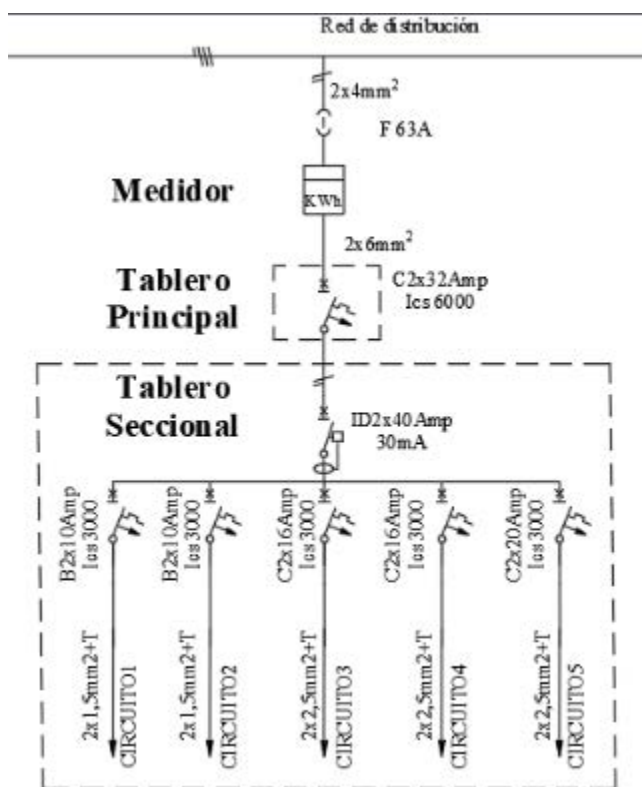 Red de distribución
2x4mm²
F 63A
Medidor
KWh
2x6mm²
Tablero
Principal
C2x32Amp
Ics 6000
Tablero
Seccional
ID2x40Amp
30mA
B2x10Amp
Ics 3000
B2x10Amp
Ics 3000
C2x16Amp
Ics 3000
C2x16Amp
Ics 3000
C2x20Amp
Ics 3000
2x1,5mm2+T
CIRCUITO1
2x1,5mm2+T
CIRCUITO2
2x2,5mm2+T
CIRCUITO3
2x2,5mm2+T
CIRCUITO4
2x2,5mm2+T
CIRCUITO5